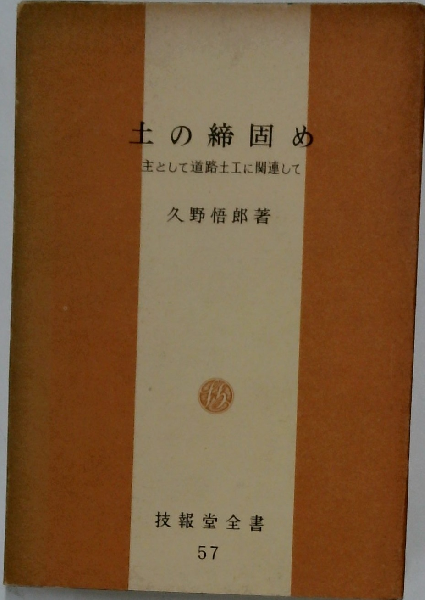 土の締固め
主として道路土工に関連して
久野悟郎著
技報堂全書
57